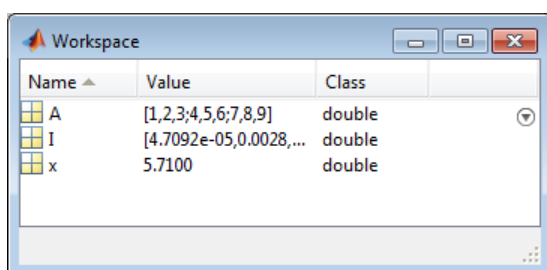 Workspace
Name Value Class
A [1,2,3;4,5,6;7,8,9] double
I [4.7092e-05,0.0028,... double
x 5.7100 double